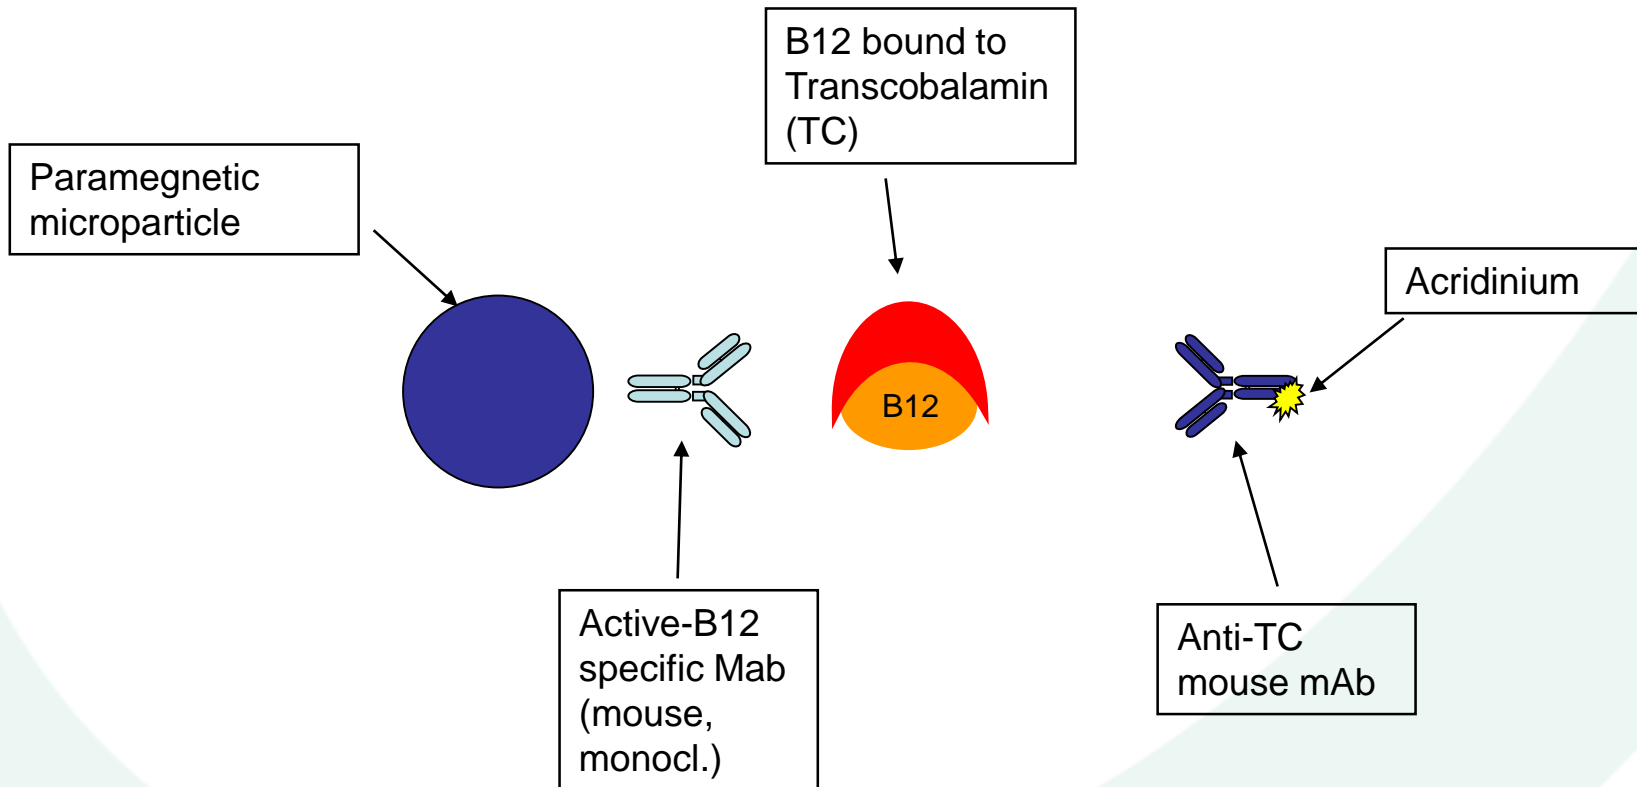 B12 bound to
Transcobalamin
(TC)
Paramegnetic
microparticle
Acridinium
B12
Active-B12
specific Mab
(mouse,
monocl.)
Anti-TC
mouse mAb